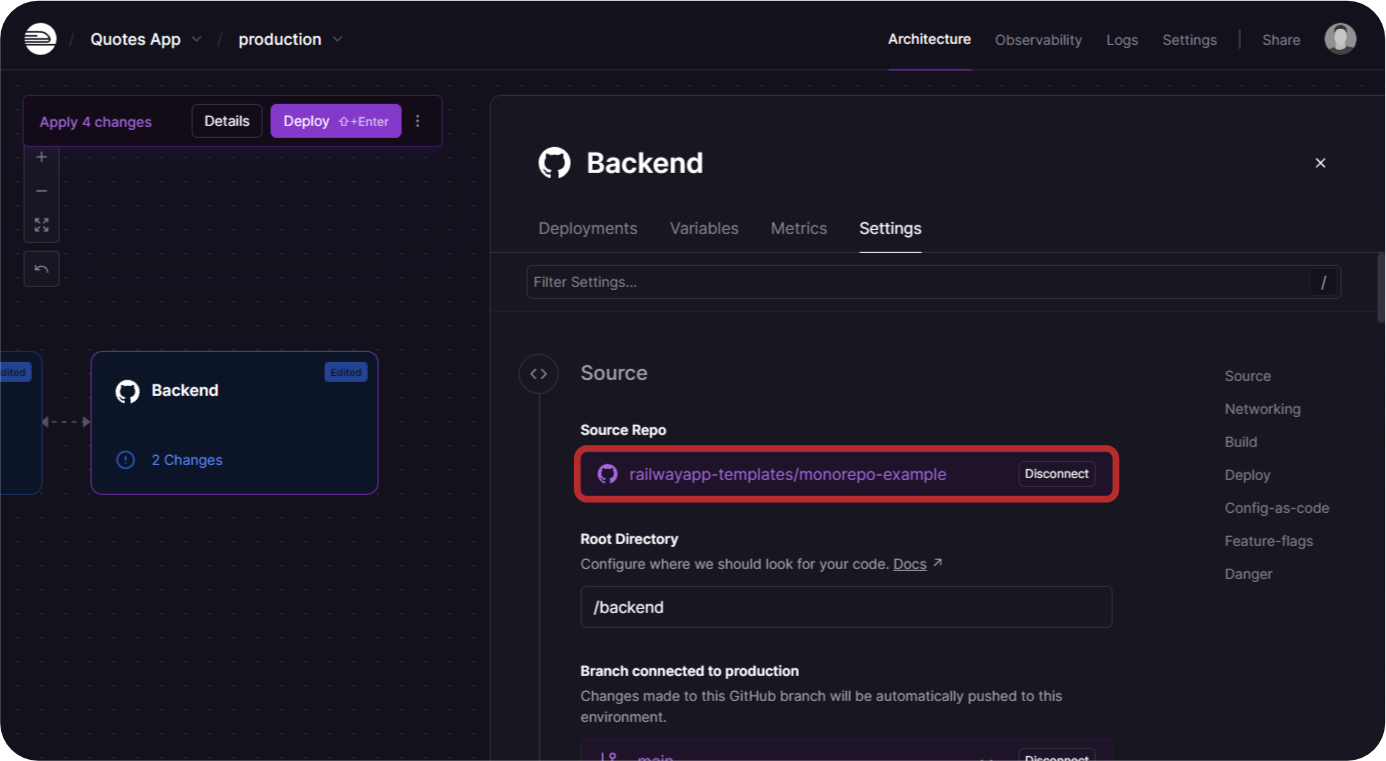 / Quotes App / production
Architecture Observability Logs Settings | Share
Apply 4 changes Details Deploy ⇧+Enter
Backend
Deployments Variables Metrics Settings
Filter Settings... /
dited
Edited
Backend
2 Changes
<> Source
Source Repo
railwayapp-templates/monorepo-example Disconnect
Root Directory
Configure where we should look for your code. Docs ↗
/backend
Branch connected to production
Changes made to this GitHub branch will be automatically pushed to this
environment.
main Disconnect
Source
Networking
Build
Deploy
Config-as-code
Feature-flags
Danger